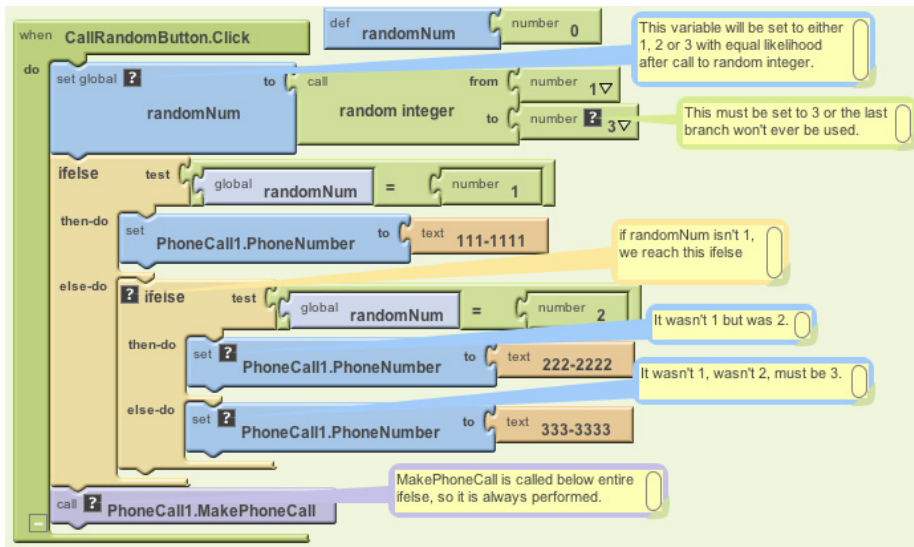 def randomNum number 0
This variable will be set to either
1, 2 or 3 with equal likelihood
after call to random integer.
when CallRandomButton.Click
do
set global ? to call from number 1
randomNum random integer
to number ? 3
This must be set to 3 or the last
branch won't ever be used.
ifelse test global randomNum = number 1
then-do set PhoneCall1.PhoneNumber to text 111-1111
if randomNum isn't 1,
we reach this ifelse
else-do ? ifelse test global randomNum = number 2
It wasn't 1 but was 2.
then-do set ? PhoneCall1.PhoneNumber to text 222-2222
It wasn't 1, wasn't 2, must be 3.
else-do set ? PhoneCall1.PhoneNumber to text 333-3333
MakePhoneCall is called below entire
ifelse, so it is always performed.
call ? PhoneCall1.MakePhoneCall